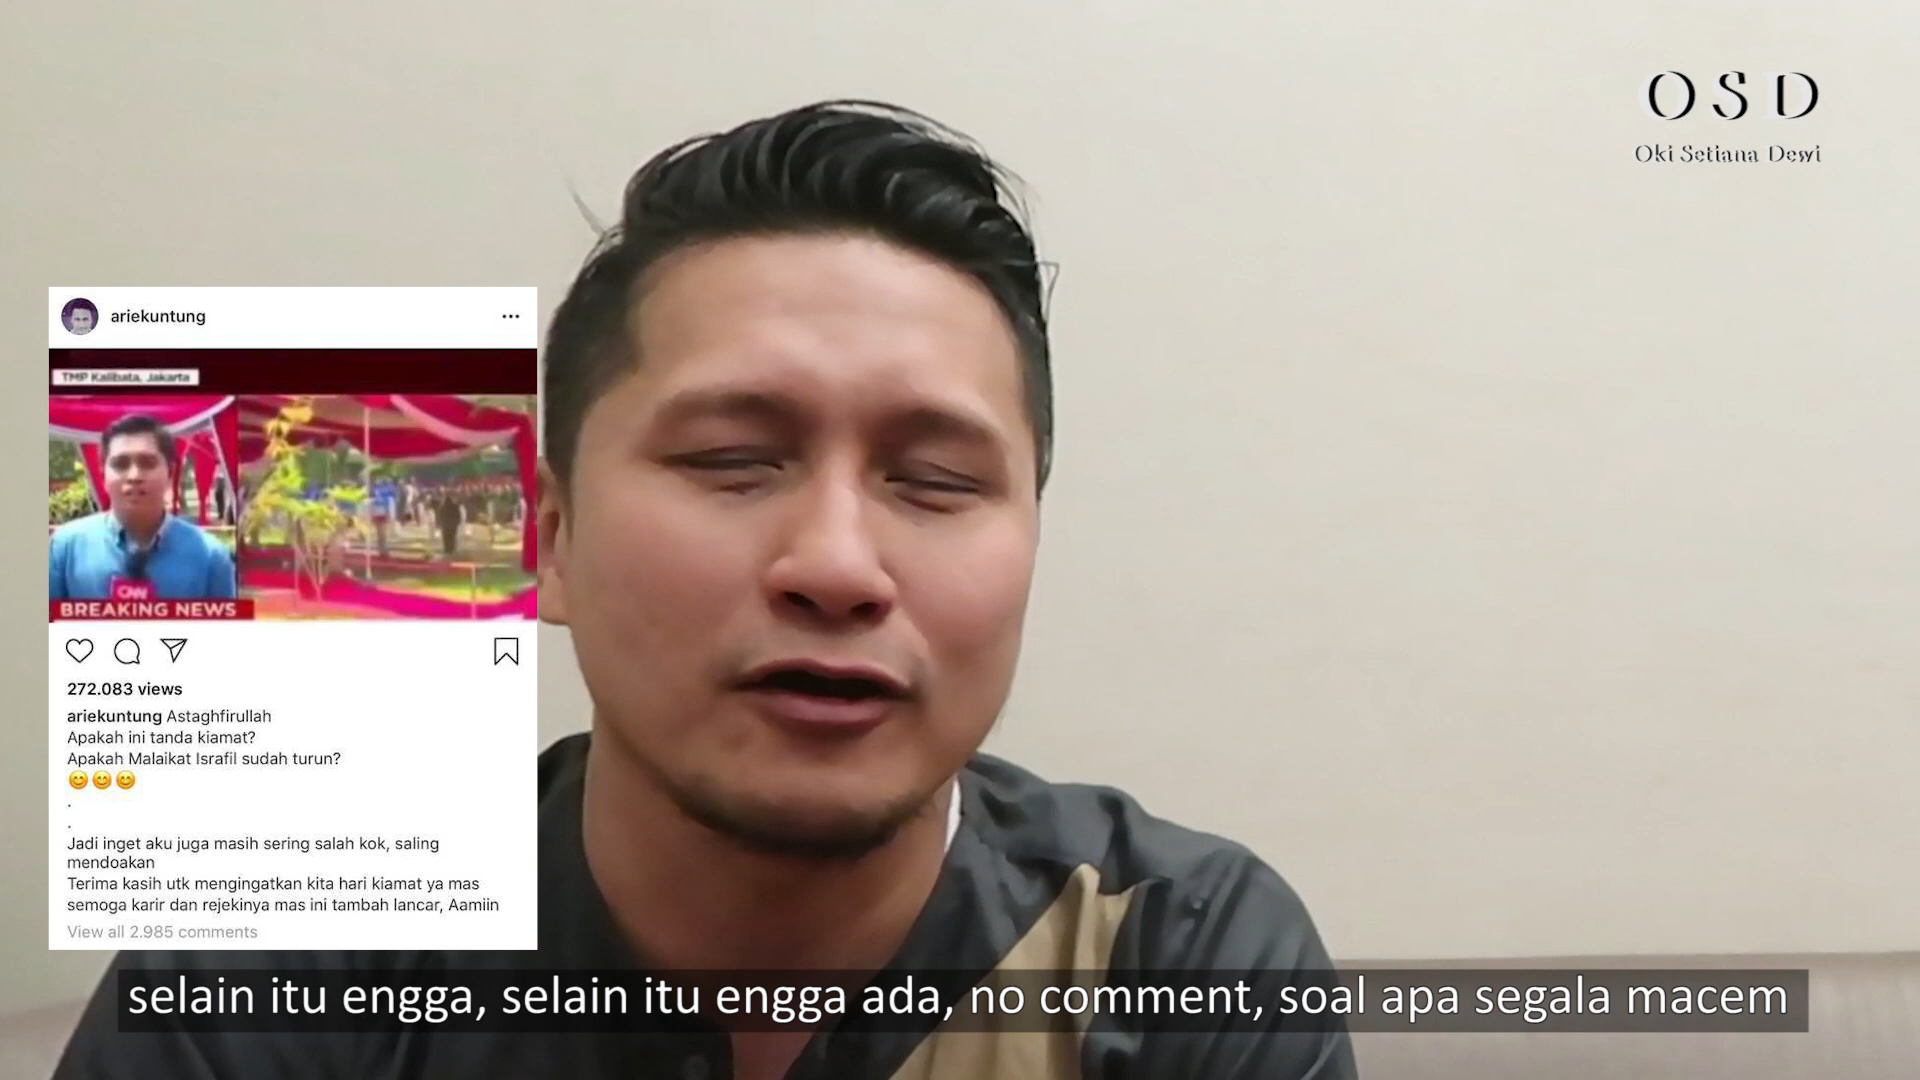 OSD
Oki Setiana Dewi
ariekuntung
TMP Kalibata, Jakarta
CNN
BREAKING NEWS
272.083 views
ariekuntung Astaghfirullah
Apakah ini tanda kiamat?
Apakah Malaikat Israfil sudah turun?
😊😊😊
.
.
Jadi inget aku juga masih sering salah kok, saling
mendoakan
Terima kasih utk mengingatkan kita hari kiamat ya mas
semoga karir dan rejekinya mas ini tambah lancar, Aamiin
View all 2.985 comments
selain itu engga, selain itu engga ada, no comment, soal apa segala macem